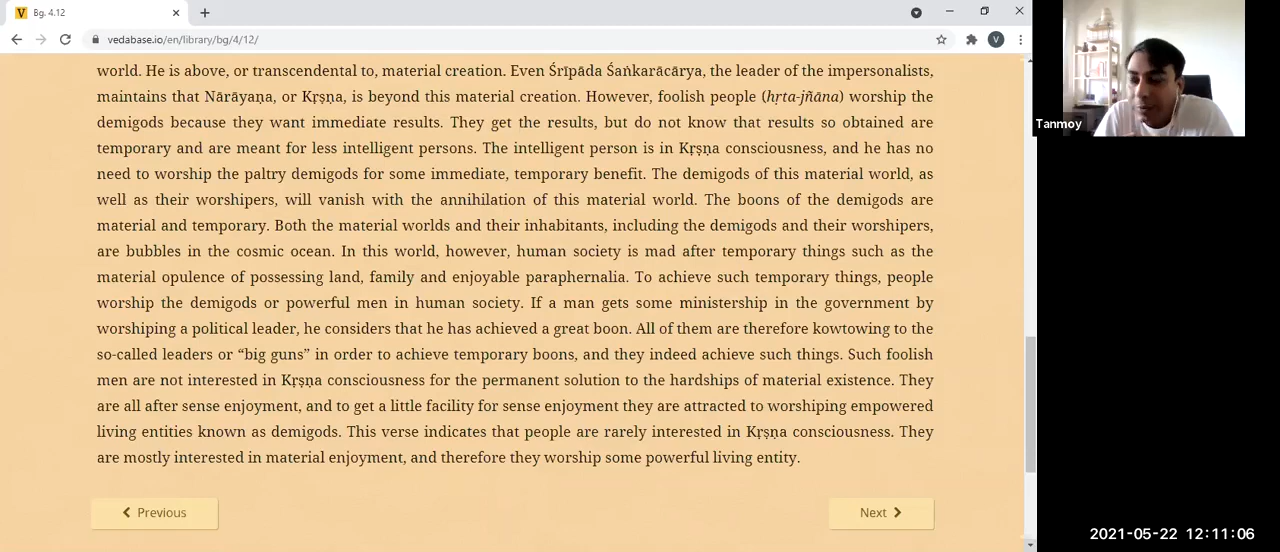 Bg. 4.12
vedabase.io/en/library/bg/4/12/
V
world. He is above, or transcendental to, material creation. Even Śrīpāda Śaṅkarācārya, the leader of the impersonalists,
maintains that Nārāyaṇa, or Kṛṣṇa, is beyond this material creation. However, foolish people (hṛta-jñāna) worship the
demigods because they want immediate results. They get the results, but do not know that results so obtained are
temporary and are meant for less intelligent persons. The intelligent person is in Kṛṣṇa consciousness, and he has no
need to worship the paltry demigods for some immediate, temporary benefit. The demigods of this material world, as
well as their worshipers, will vanish with the annihilation of this material world. The boons of the demigods are
material and temporary. Both the material worlds and their inhabitants, including the demigods and their worshipers,
are bubbles in the cosmic ocean. In this world, however, human society is mad after temporary things such as the
material opulence of possessing land, family and enjoyable paraphernalia. To achieve such temporary things, people
worship the demigods or powerful men in human society. If a man gets some ministership in the government by
worshiping a political leader, he considers that he has achieved a great boon. All of them are therefore kowtowing to the
so-called leaders or “big guns” in order to achieve temporary boons, and they indeed achieve such things. Such foolish
men are not interested in Kṛṣṇa consciousness for the permanent solution to the hardships of material existence. They
are all after sense enjoyment, and to get a little facility for sense enjoyment they are attracted to worshiping empowered
living entities known as demigods. This verse indicates that people are rarely interested in Kṛṣṇa consciousness. They
are mostly interested in material enjoyment, and therefore they worship some powerful living entity.
Previous
Next
Tanmoy
2021-05-22 12:11:06